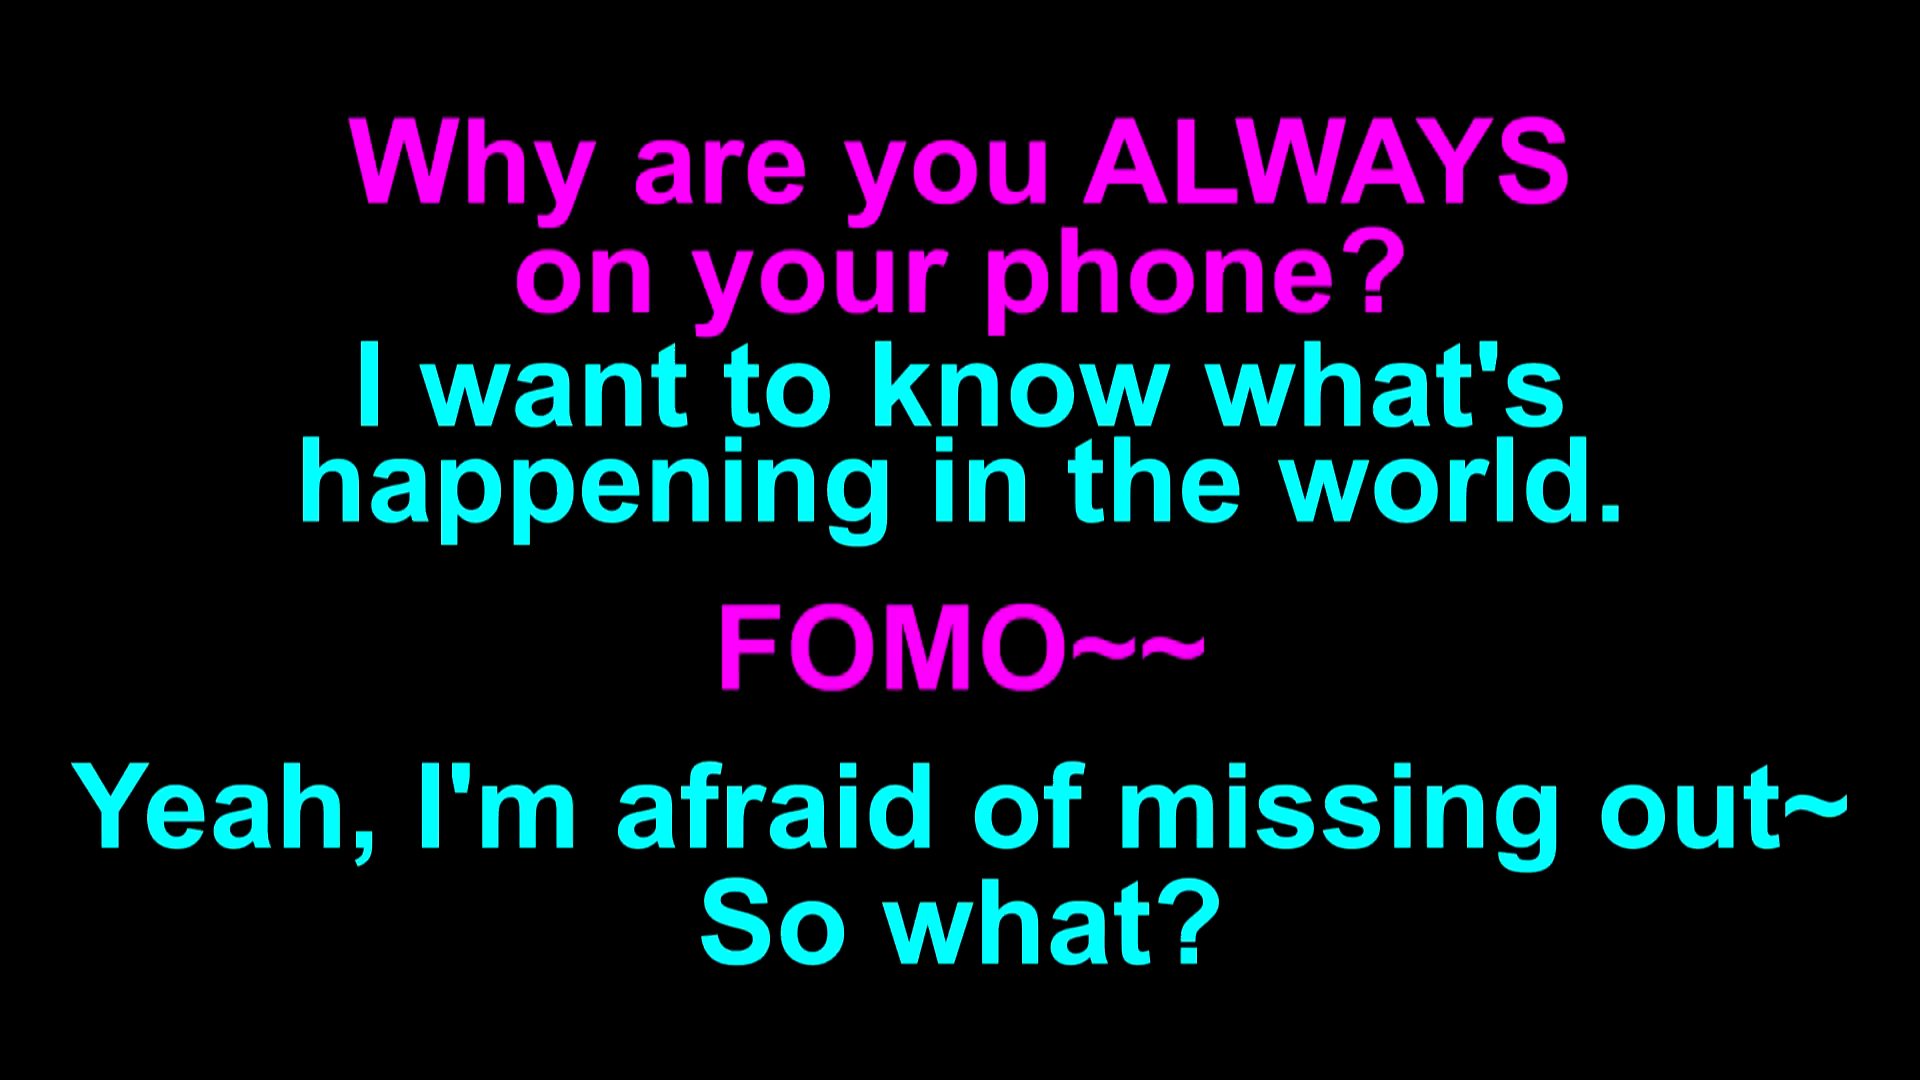 Why are you ALWAYS
on your phone?
I want to know what's
happening in the world.
FOMO~~
Yeah, I'm afraid of missing out~
So what?